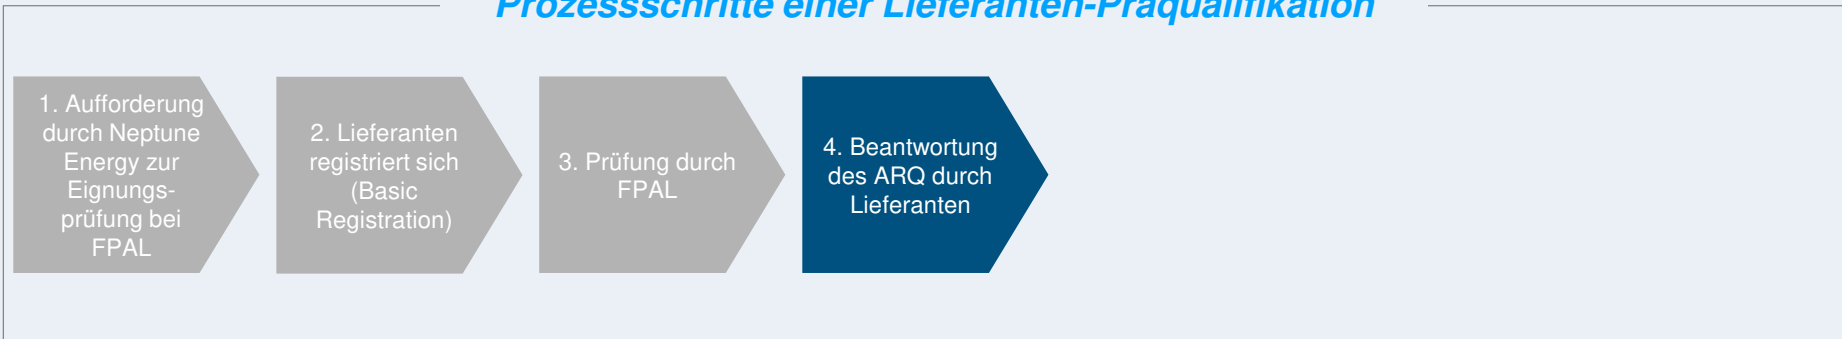 Prozessschritte einer Lieferanten-Präqualifikation
1. Aufforderung
durch Neptune
Energy zur
Eignungs-
prüfung bei
FPAL
2. Lieferanten
registriert sich
(Basic
Registration)
3. Prüfung durch
FPAL
4. Beantwortung
des ARQ durch
Lieferanten